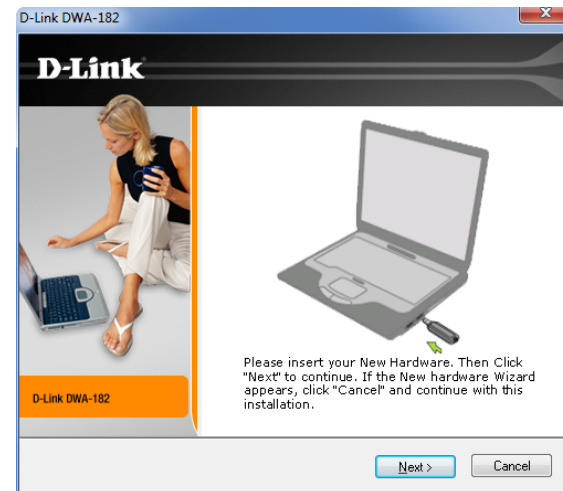 D-Link DWA-182
D-Link
Please insert your New Hardware. Then Click
"Next" to continue. If the New hardware Wizard
appears, click "Cancel" and continue with this
installation.
D-Link DWA-182
Next >
Cancel